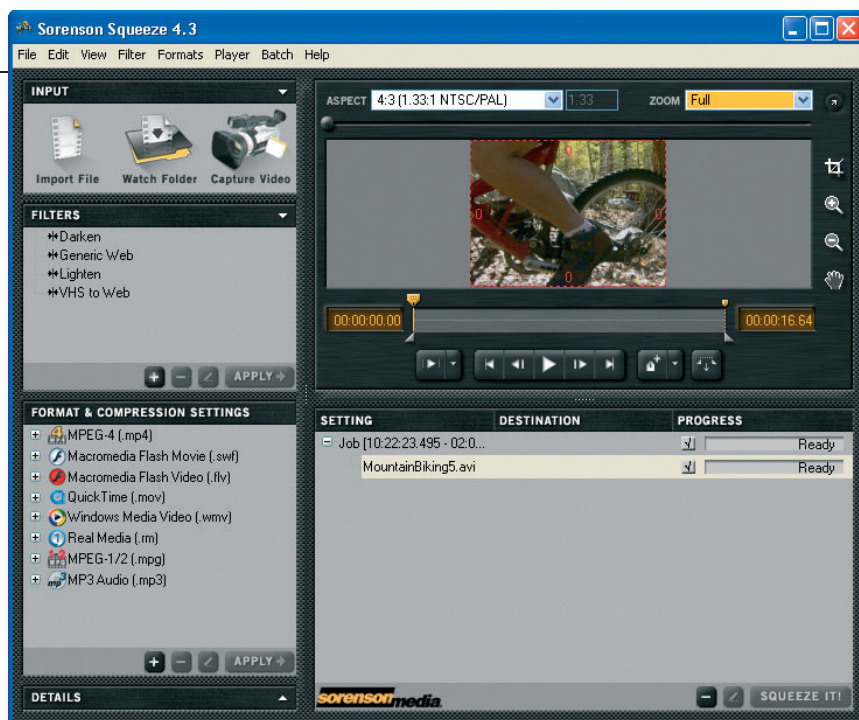 Sorenson Squeeze 4.3
File Edit View Filter Formats Player Batch Help
INPUT
Import File Watch Folder Capture Video
FILTERS
Darken
Generic Web
Lighten
VHS to Web
APPLY
FORMAT & COMPRESSION SETTINGS
MPEG-4 (.mp4)
Macromedia Flash Movie (.swf)
Macromedia Flash Video (.flv)
QuickTime (.mov)
Windows Media Video (.wmv)
Real Media (.rm)
MPEG-1/2 (.mpg)
MP3 Audio (.mp3)
APPLY
DETAILS
ASPECT 4:3 (1.33:1 NTSC/PAL) 1.33 ZOOM Full
0
0 0
0
00:00:00.00 00:00:16.64
SETTING DESTINATION PROGRESS
Job [10:22:23.495 - 02:0... Ready
MountainBiking5.avi Ready
sorenson media. SQUEEZE IT!